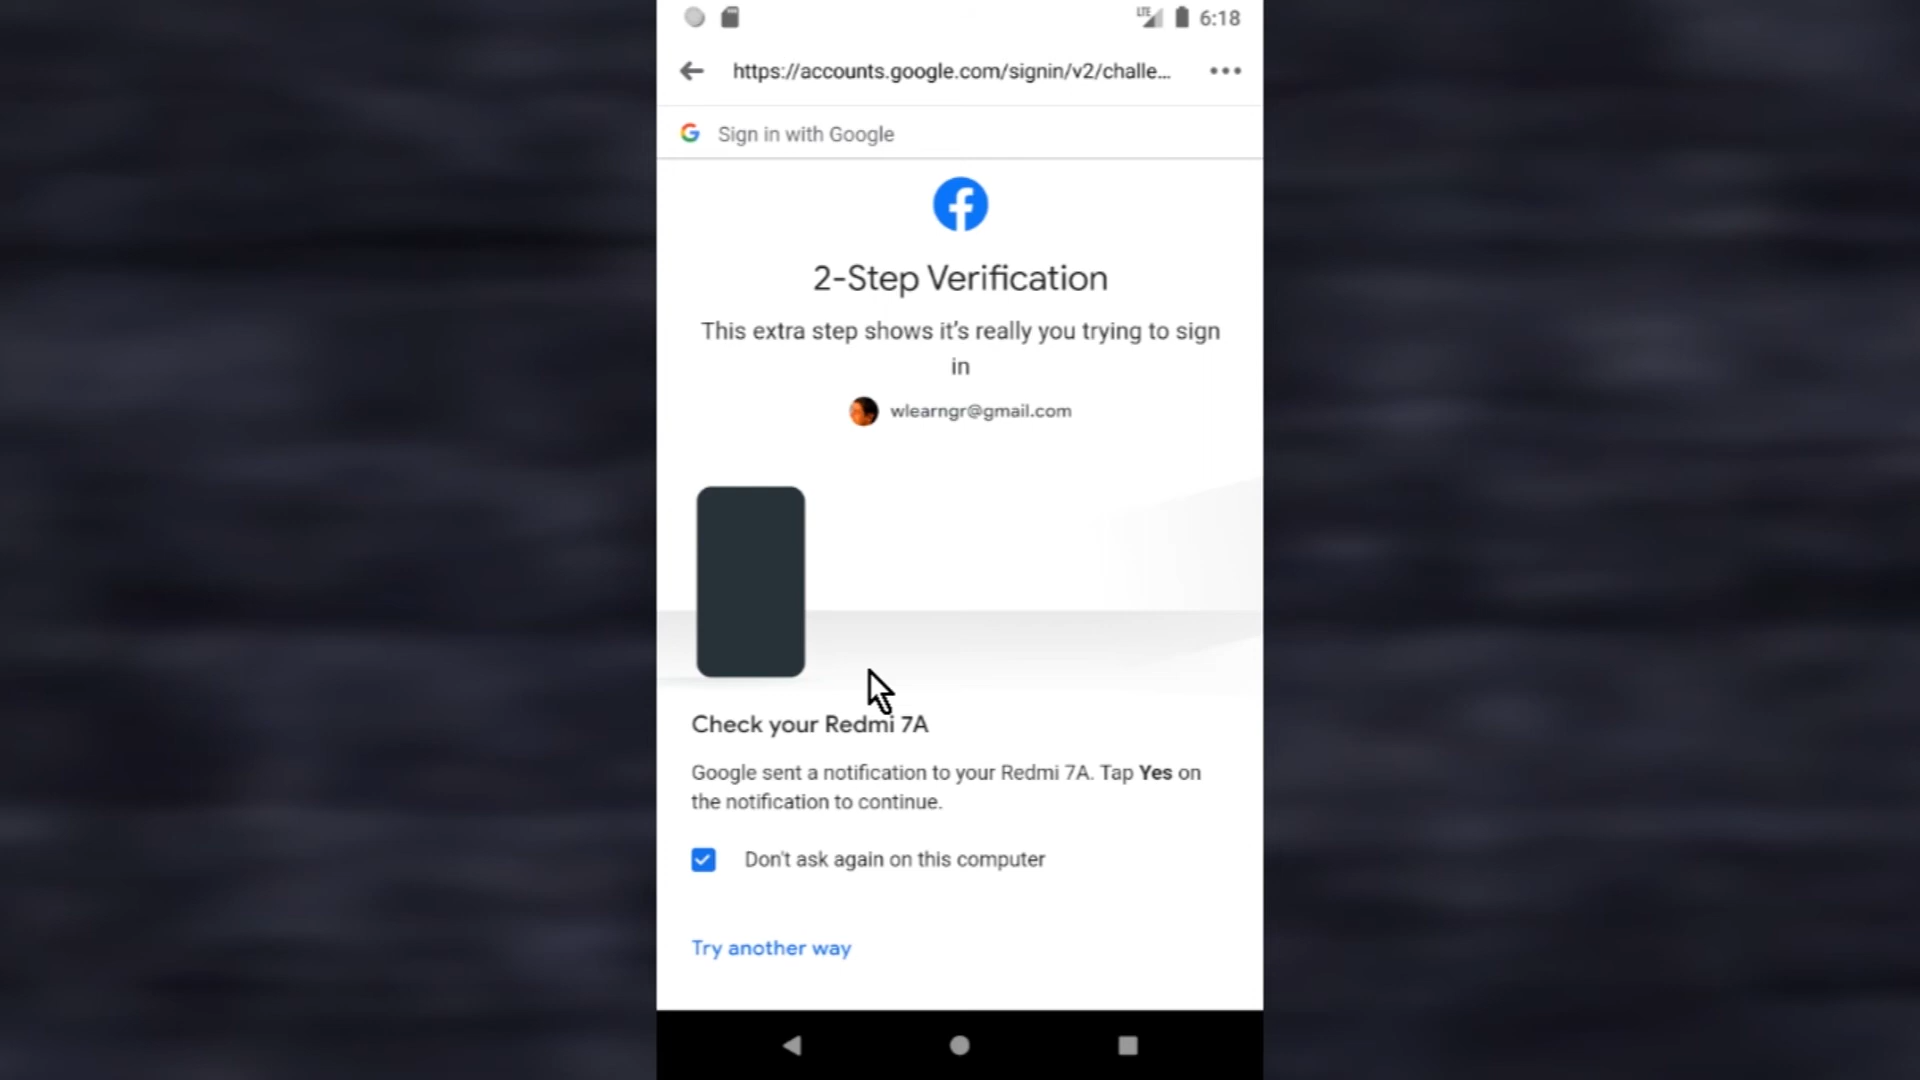 LTE 6:18
https://accounts.google.com/signin/v2/challe...
Sign in with Google
2-Step Verification
This extra step shows it's really you trying to sign
in
wlearngr@gmail.com
Check your Redmi 7A
Google sent a notification to your Redmi 7A. Tap Yes on
the notification to continue.
Don't ask again on this computer
Try another way